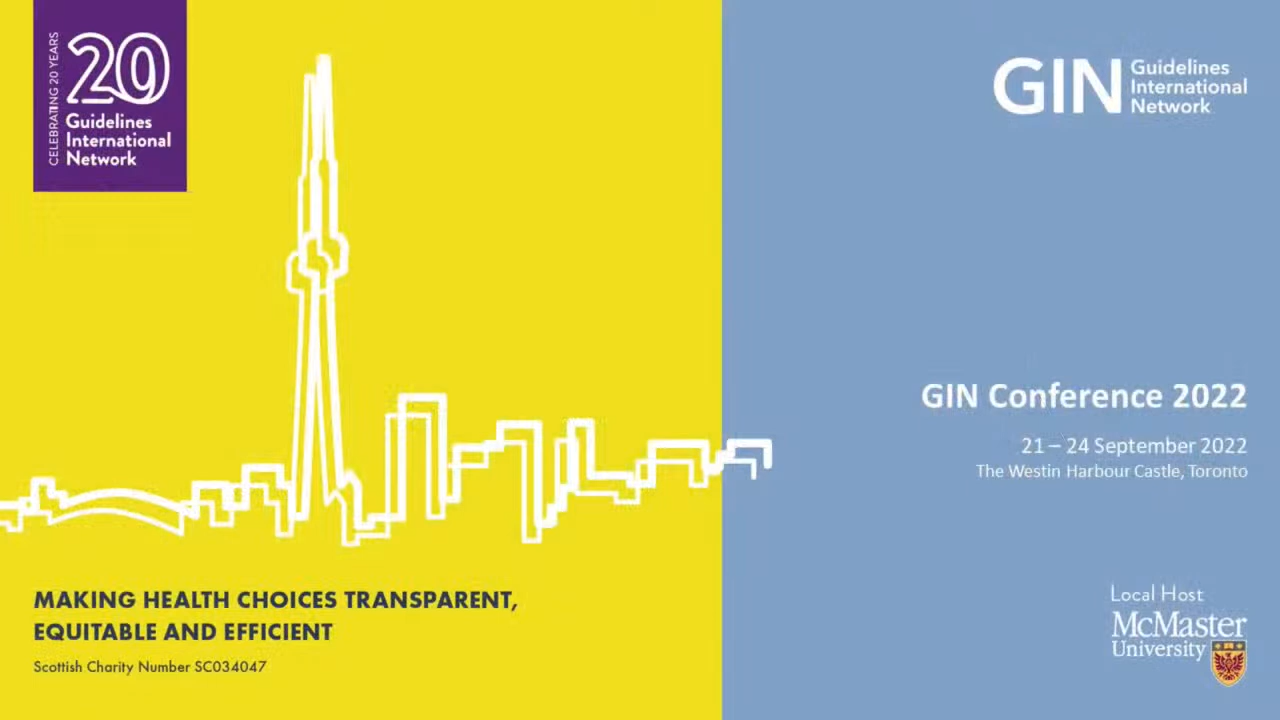 CELEBRATING 20 YEARS
20
Guidelines
International
Network
MAKING HEALTH CHOICES TRANSPARENT,
EQUITABLE AND EFFICIENT
Scottish Charity Number SC034047
GIN
Guidelines
International
Network
GIN Conference 2022
21 – 24 September 2022
The Westin Harbour Castle, Toronto
Local Host
McMaster
University